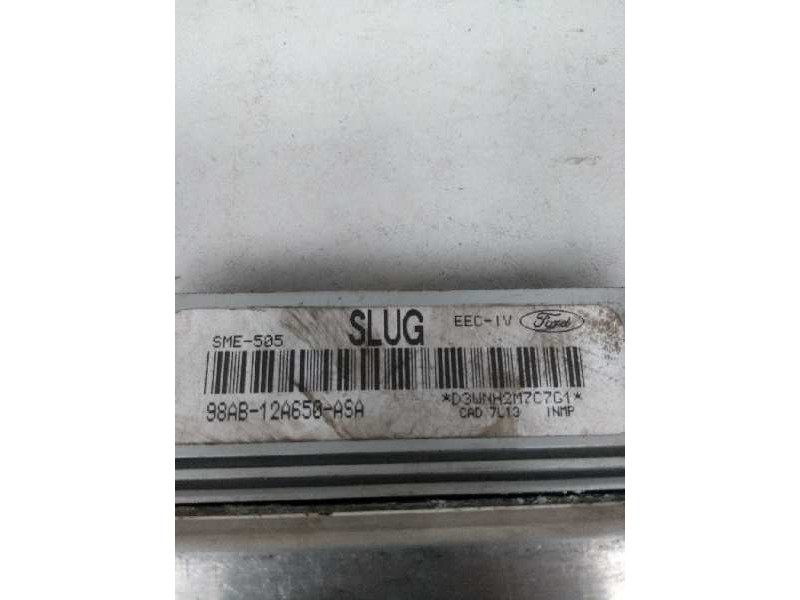 SLUG EEC-IV Ford
SME-505
*D3WNH2M7C7G1*
98AB-12A650-ASA CAD 7L13 INMP